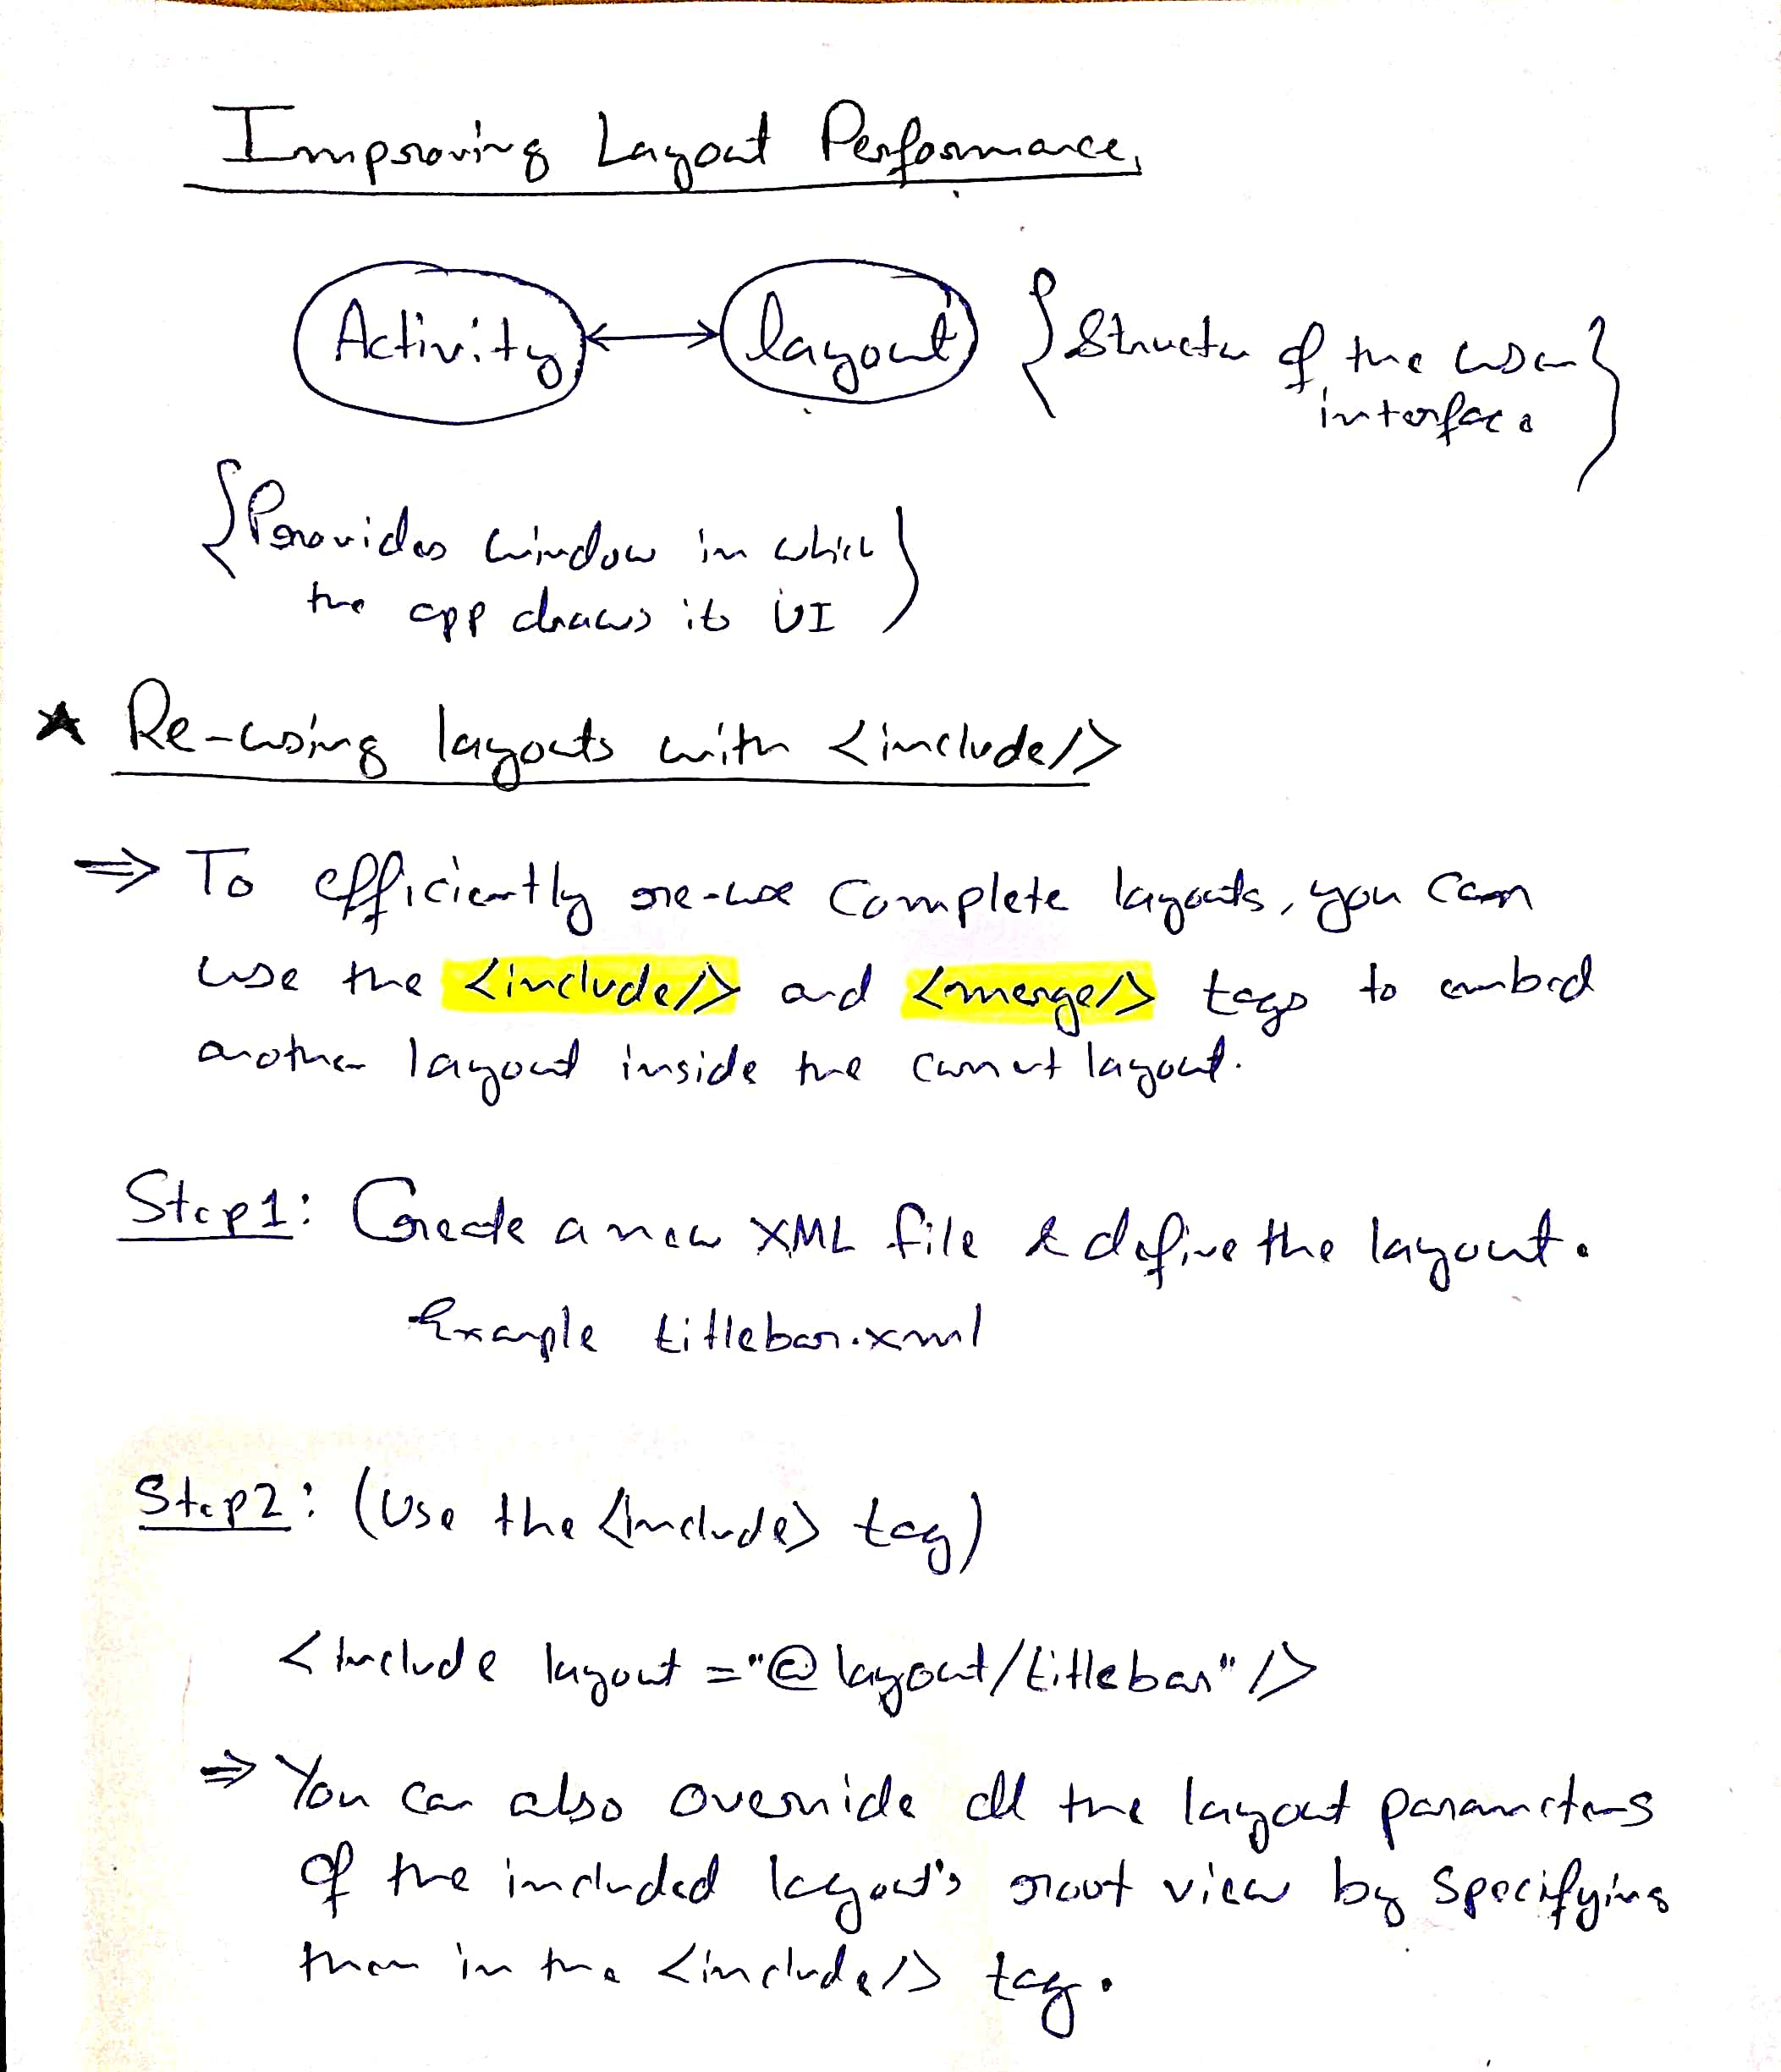 Improving Layout Performance,
Activity ↔ layout {Structure of the user
interface}
{Provides window in which
the app draws its UI}
★ Re-using layouts with <include/>
⇒ To efficiently re-use Complete layouts, you can
use the <include/> and <merge/> tags to embed
another layout inside the current layout.
Step1: Create a new XML file & define the layout.
Example titlebar.xml
Step2: (Use the <Include> tag)
<Include layout ="@layout/titlebar"/>
⇒ You can also override all the layout parameters
of the included layout's root view by specifying
them in the <include/> tag.